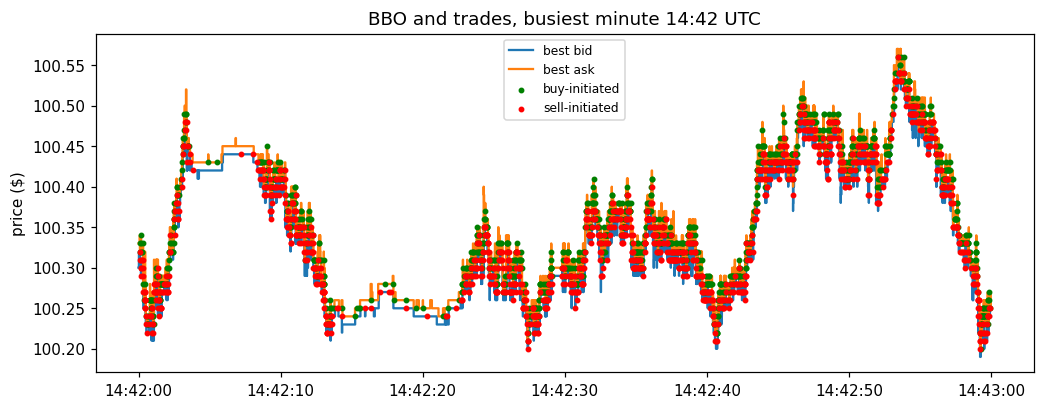 BBO and trades, busiest minute 14:42 UTC
best bid
best ask
buy-initiated
sell-initiated
price ($)
100.55
100.50
100.45
100.40
100.35
100.30
100.25
100.20
14:42:00
14:42:10
14:42:20
14:42:30
14:42:40
14:42:50
14:43:00